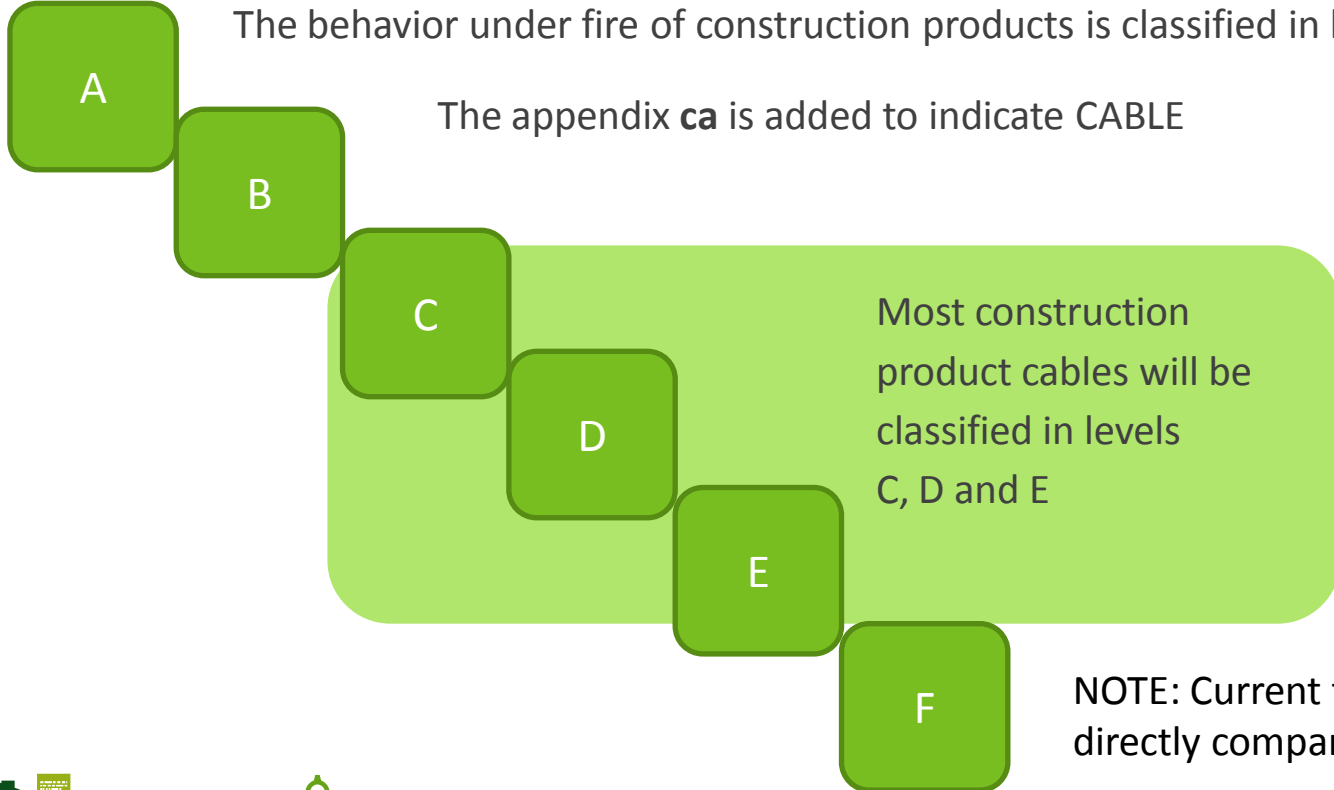 The behavior under fire of construction products is classified in
A
The appendix ca is added to indicate CABLE
B
C
Most construction
product cables will be
classified in levels
C, D and E
D
E
F
NOTE: Current
directly